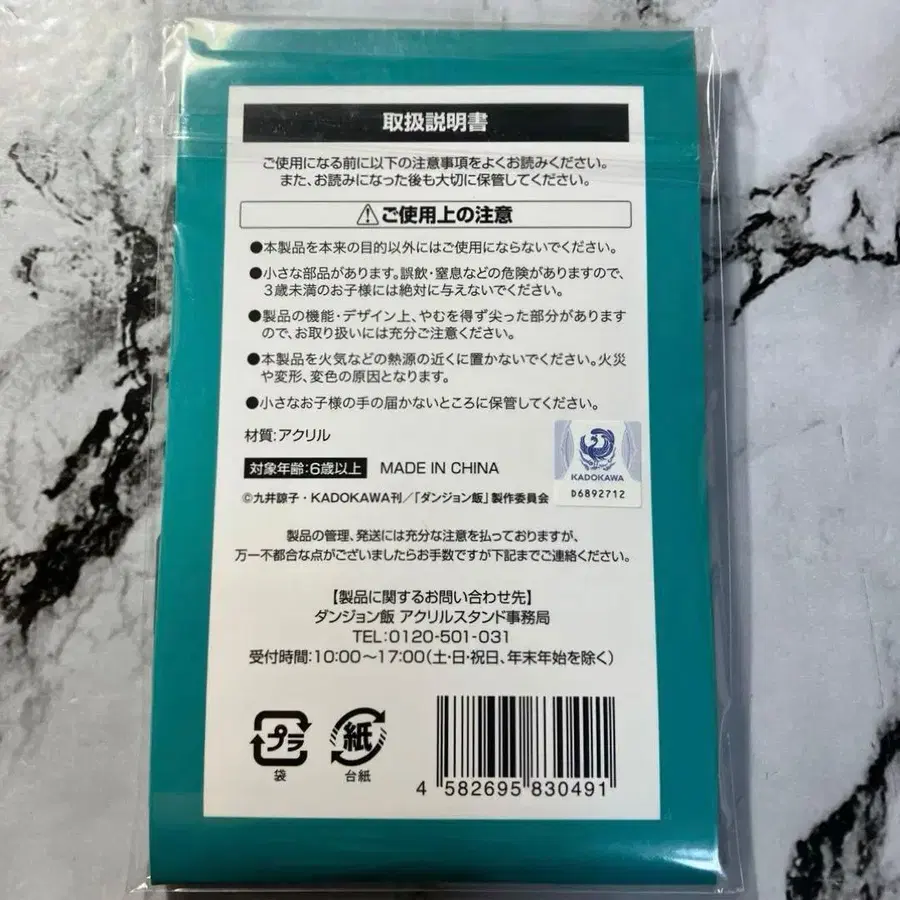 取扱説明書
ご使用になる前に以下の注意事項をよくお読みください。
また、お読みになった後も大切に保管してください。
⚠ご使用上の注意
●本製品を本来の目的以外にはご使用にならないでください。
●小さな部品があります。誤飲・窒息などの危険がありますので、
3歳未満のお子様には絶対に与えないでください。
●製品の機能・デザイン上、やむを得ず尖った部分があります
ので、お取り扱いには充分ご注意ください。
●本製品を火気などの熱源の近くに置かないでください。火災
や変形、変色の原因となります。
●小さなお子様の手の届かないところに保管してください。
材質:アクリル
対象年齢:6歳以上 MADE IN CHINA
KADOKAWA
D6892712
©九井諒子・KADOKAWA刊/「ダンジョン飯」製作委員会
製品の管理、発送には充分な注意を払っておりますが、
万一不都合な点がございましたらお手数ですが下記までご連絡ください。
【製品に関するお問い合わせ先】
ダンジョン飯 アクリルスタンド事務局
TEL:0120-501-031
受付時間:10:00〜17:00(土・日・祝日、年末年始を除く)
プラ
袋
紙
台紙
4 582695 830491